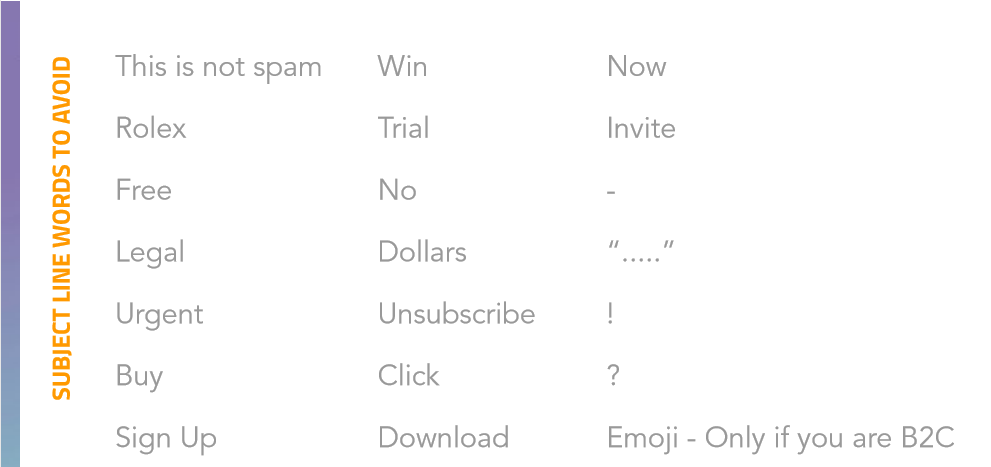 SUBJECT LINE WORDS TO AVOID
This is not spam Win Now
Rolex Trial Invite
Free No -
Legal Dollars “.....”
Urgent Unsubscribe !
Buy Click ?
Sign Up Download Emoji - Only if you are B2C